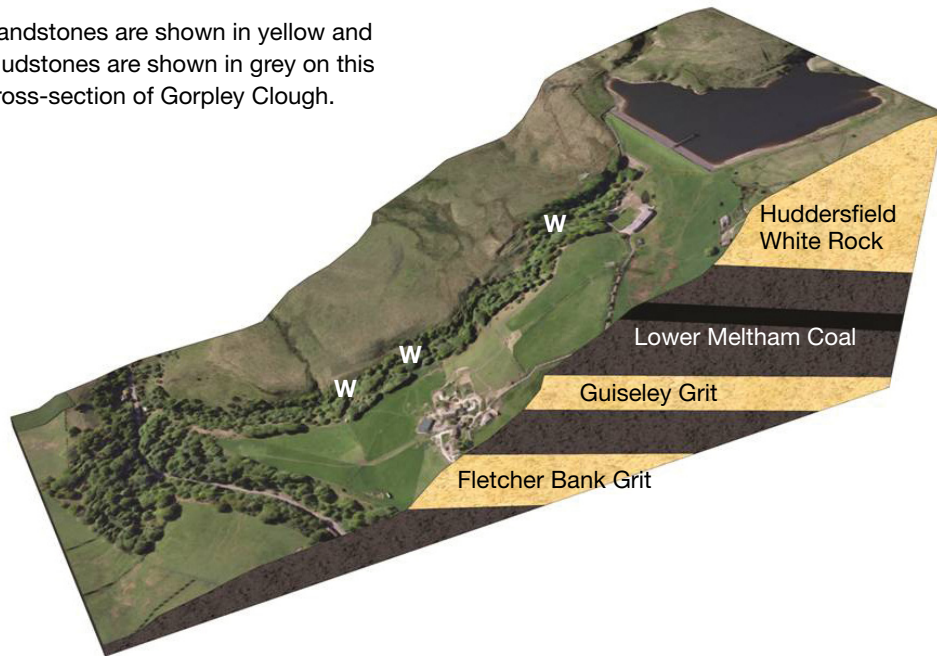 andstones are shown in yellow and
udstones are shown in grey on this
ross-section of Gorpley Clough.
W
W
W
Huddersfield
White Rock
Lower Meltham Coal
Guiseley Grit
Fletcher Bank Grit